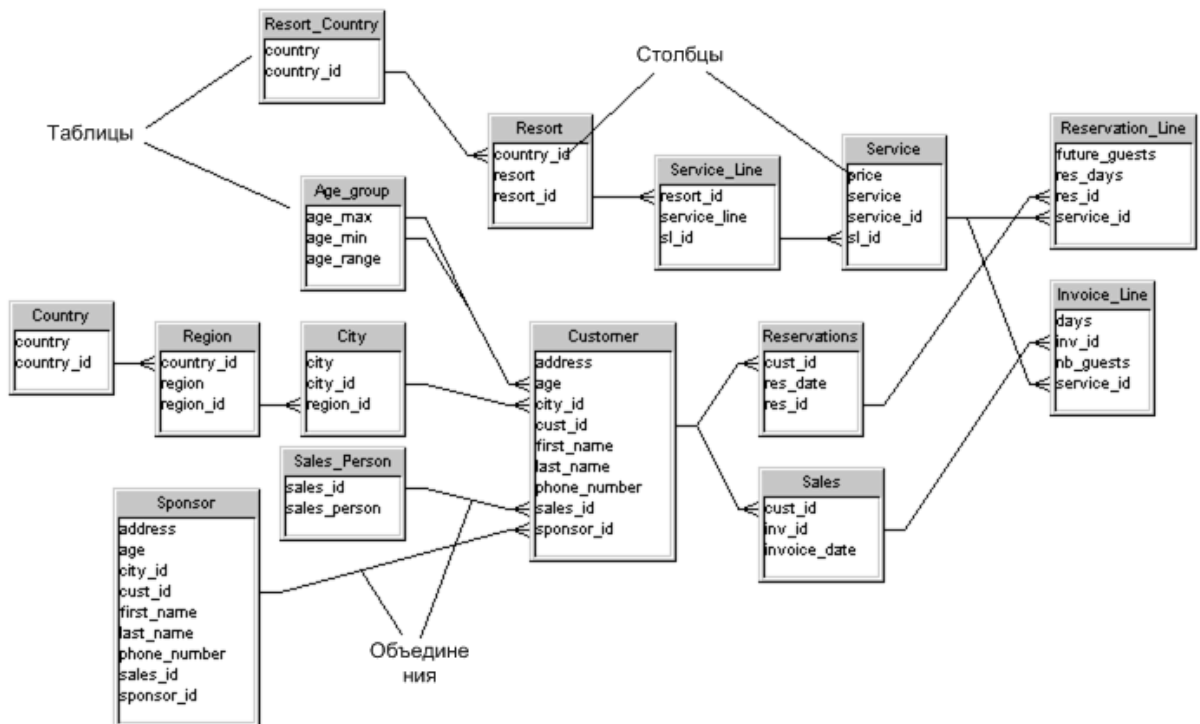 Resort_Country
country
country_id
Столбцы
Таблицы
Resort
country_id
resort
resort_id
Service_Line
resort_id
service_line
sl_id
Service
price
service
service_id
sl_id
Reservation_Line
future_guests
res_days
res_id
service_id
Age_group
age_max
age_min
age_range
Invoice_Line
days
inv_id
nb_guests
service_id
Country
country
country_id
Region
country_id
region
region_id
City
city
city_id
region_id
Customer
address
age
city_id
cust_id
first_name
last_name
phone_number
sales_id
sponsor_id
Reservations
cust_id
res_date
res_id
Sales_Person
sales_id
sales_person
Sales
cust_id
inv_id
invoice_date
Sponsor
address
age
city_id
cust_id
first_name
last_name
phone_number
sales_id
sponsor_id
Объедине
ния